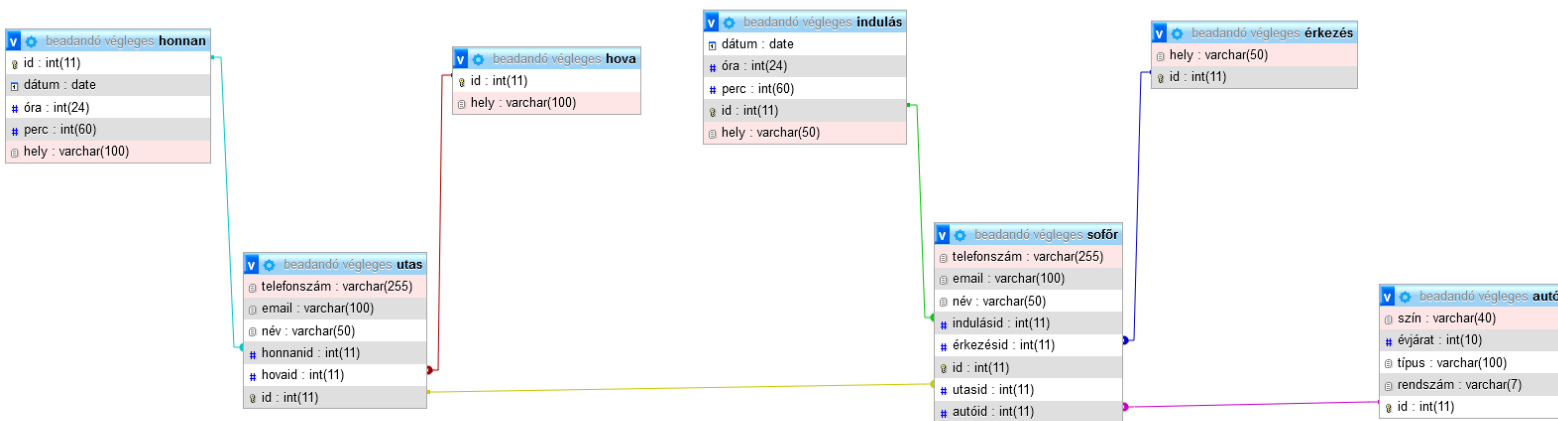 beadandó végleges honnan
id : int(11)
dátum : date
óra : int(24)
perc : int(60)
hely : varchar(100)
beadandó végleges hova
id : int(11)
hely : varchar(100)
beadandó végleges indulás
dátum : date
óra : int(24)
perc : int(60)
id : int(11)
hely : varchar(50)
beadandó végleges érkezés
hely : varchar(50)
id : int(11)
beadandó végleges utas
telefonszám : varchar(255)
email : varchar(100)
név : varchar(50)
honnanid : int(11)
hovaid : int(11)
id : int(11)
beadandó végleges sofőr
telefonszám : varchar(255)
email : varchar(100)
név : varchar(50)
indulásid : int(11)
érkezésid : int(11)
id : int(11)
utasid : int(11)
autóid : int(11)
beadandó végleges autó
szín : varchar(40)
évjárat : int(10)
típus : varchar(100)
rendszám : varchar(7)
id : int(11)